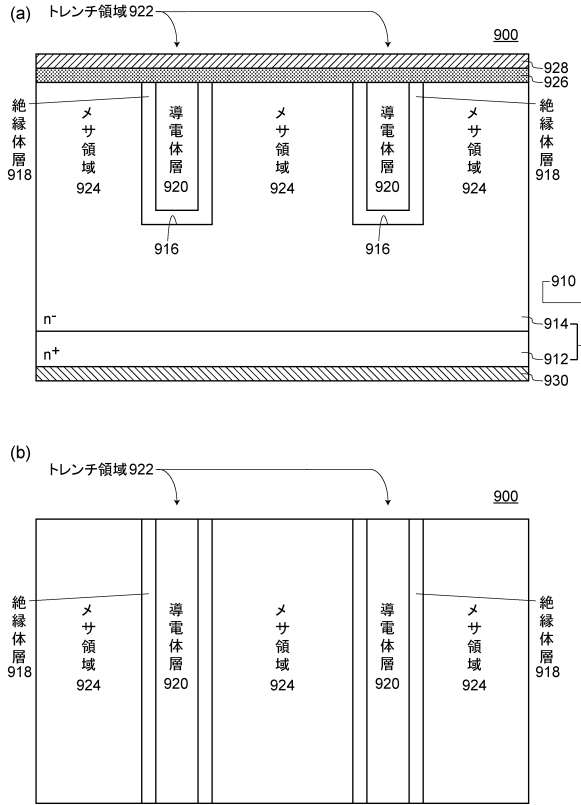 (a)
トレンチ領域922
900
928
926
絶縁体層
918
メサ領域
924
導電体層
920
メサ領域
924
導電体層
920
メサ領域
924
絶縁体層
918
916
916
910
n-
914
n+
912
930
(b)
トレンチ領域922
900
絶縁体層
918
メサ領域
924
導電体層
920
メサ領域
924
導電体層
920
メサ領域
924
絶縁体層
918